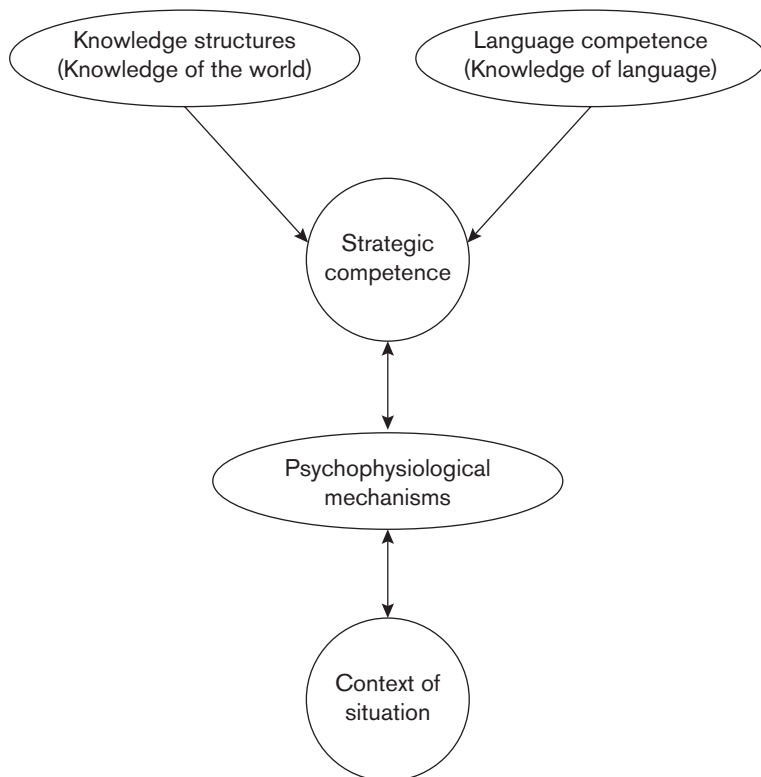 Knowledge structures
(Knowledge of the world)
Language competence
(Knowledge of language)
Strategic
competence
Psychophysiological
mechanisms
Context of
situation